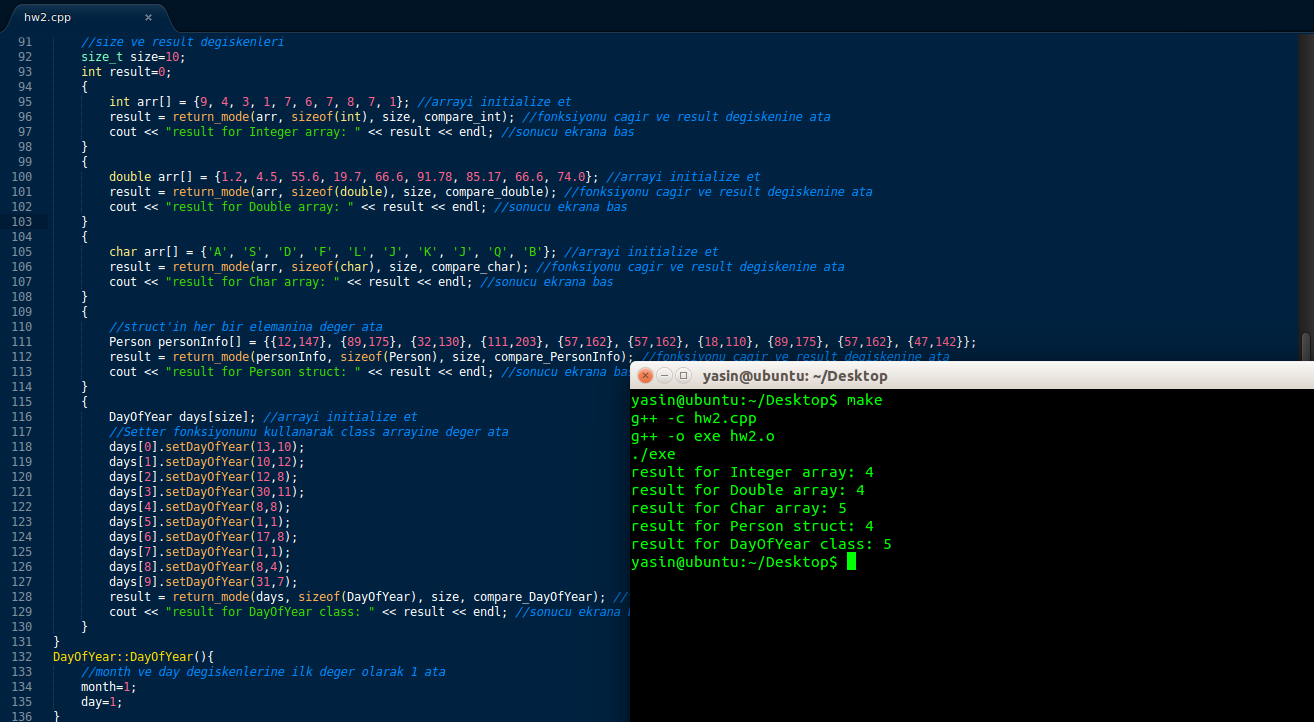 hw2.cpp ×
91 //size ve result degiskenleri
92 size_t size=10;
93 int result=0;
94 {
95 int arr[] = {9, 4, 3, 1, 7, 6, 7, 8, 7, 1}; //arrayi initialize et
96 result = return_mode(arr, sizeof(int), size, compare_int); //fonksiyonu cagir ve result degiskenine ata
97 cout << "result for Integer array: " << result << endl; //sonucu ekrana bas
98 }
99 {
100 double arr[] = {1.2, 4.5, 55.6, 19.7, 66.6, 91.78, 85.17, 66.6, 74.0}; //arrayi initialize et
101 result = return_mode(arr, sizeof(double), size, compare_double); //fonksiyonu cagir ve result degiskenine ata
102 cout << "result for Double array: " << result << endl; //sonucu ekrana bas
103 }
104 {
105 char arr[] = {'A', 'S', 'D', 'F', 'L', 'J', 'K', 'J', 'Q', 'B'}; //arrayi initialize et
106 result = return_mode(arr, sizeof(char), size, compare_char); //fonksiyonu cagir ve result degiskenine ata
107 cout << "result for Char array: " << result << endl; //sonucu ekrana bas
108 }
109 {
110 //struct'in her bir elemanina deger ata
111 Person personInfo[] = {{12,147}, {89,175}, {32,130}, {111,203}, {57,162}, {57,162}, {18,110}, {89,175}, {57,162}, {47,142}};
112 result = return_mode(personInfo, sizeof(Person), size, compare_PersonInfo); //fonksiyonu cagir ve result degiskenine ata
113 cout << "result for Person struct: " << result << endl; //sonucu ekrana bas
114 }
115 {
116 DayOfYear days[size]; //arrayi initialize et
117 //Setter fonksiyonunu kullanarak class arrayine deger ata
118 days[0].setDayOfYear(13,10);
119 days[1].setDayOfYear(10,12);
120 days[2].setDayOfYear(12,8);
121 days[3].setDayOfYear(30,11);
122 days[4].setDayOfYear(8,8);
123 days[5].setDayOfYear(1,1);
124 days[6].setDayOfYear(17,8);
125 days[7].setDayOfYear(1,1);
126 days[8].setDayOfYear(8,4);
127 days[9].setDayOfYear(31,7);
128 result = return_mode(days, sizeof(DayOfYear), size, compare_DayOfYear); //
129 cout << "result for DayOfYear class: " << result << endl; //sonucu ekrana
130 }
131 }
132 DayOfYear::DayOfYear(){
133 //month ve day degiskenlerine ilk deger olarak 1 ata
134 month=1;
135 day=1;
136 }
yasin@ubuntu: ~/Desktop
yasin@ubuntu:~/Desktop$ make
g++ -c hw2.cpp
g++ -o exe hw2.o
./exe
result for Integer array: 4
result for Double array: 4
result for Char array: 5
result for Person struct: 4
result for DayOfYear class: 5
yasin@ubuntu:~/Desktop$